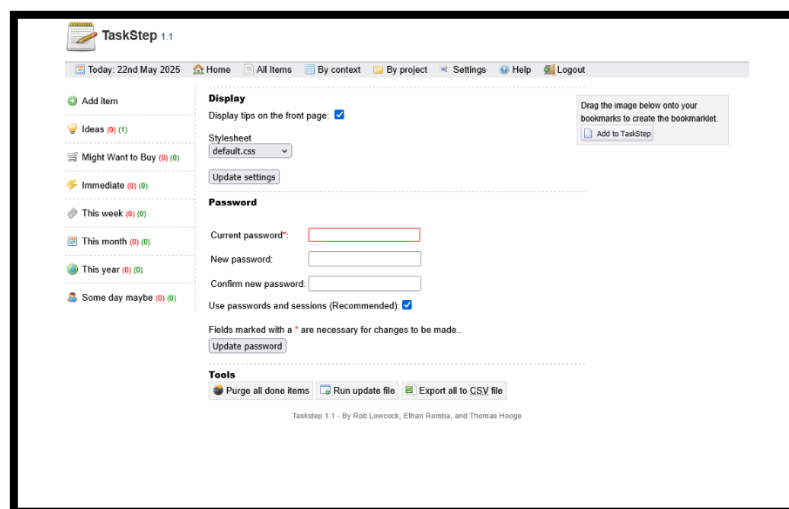 TaskStep 1.1
Today: 22nd May 2025 Home All Items By context By project Settings Help Logout
Add item
Ideas (0) (1)
Might Want to Buy (0) (0)
Immediate (0) (0)
This week (0) (0)
This month (0) (0)
This year (0) (0)
Some day maybe (0) (0)
Display
Display tips on the front page:
Stylesheet
default.css
Update settings
Password
Current password*:
New password:
Confirm new password:
Use passwords and sessions (Recommended):
Fields marked with a * are necessary for changes to be made..
Update password
Tools
Purge all done items Run update file Export all to CSV file
Drag the image below onto your
bookmarks to create the bookmarklet.
Add to TaskStep
Taskstep 1.1 - By Rob Lowcock, Ethan Romba, and Thomas Hooge